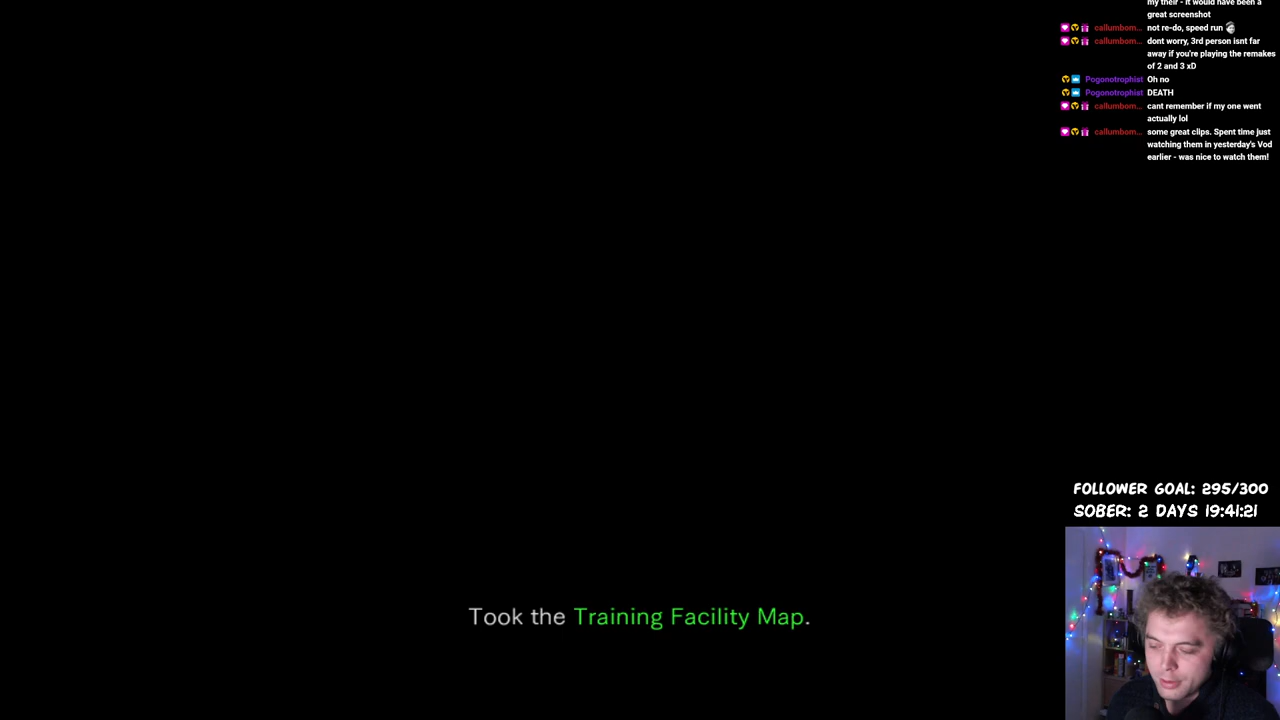 my their - it would have been a
great screenshot
callumbom... not re-do, speed run
callumbom... dont worry, 3rd person isnt far
away if you're playing the remakes
of 2 and 3 xD
Pogonotrophist Oh no
Pogonotrophist DEATH
callumbom... cant remember if my one went
actually lol
callumbom... some great clips. Spent time just
watching them in yesterday's Vod
earlier - was nice to watch them!
FOLLOWER GOAL: 295/300
SOBER: 2 DAYS 19:41:21
Took the Training Facility Map.